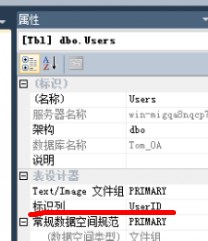 属性
[Tbl] dbo.Users
(标识)
(名称) Users
服务器名称 win-migqa8nqcp7
架构 dbo
数据库名称 Tom_OA
说明
表设计器
Text/Image 文件组 PRIMARY
标识列 UserID
常规数据空间规范 PRIMARY
(数据空间类型) 文件组